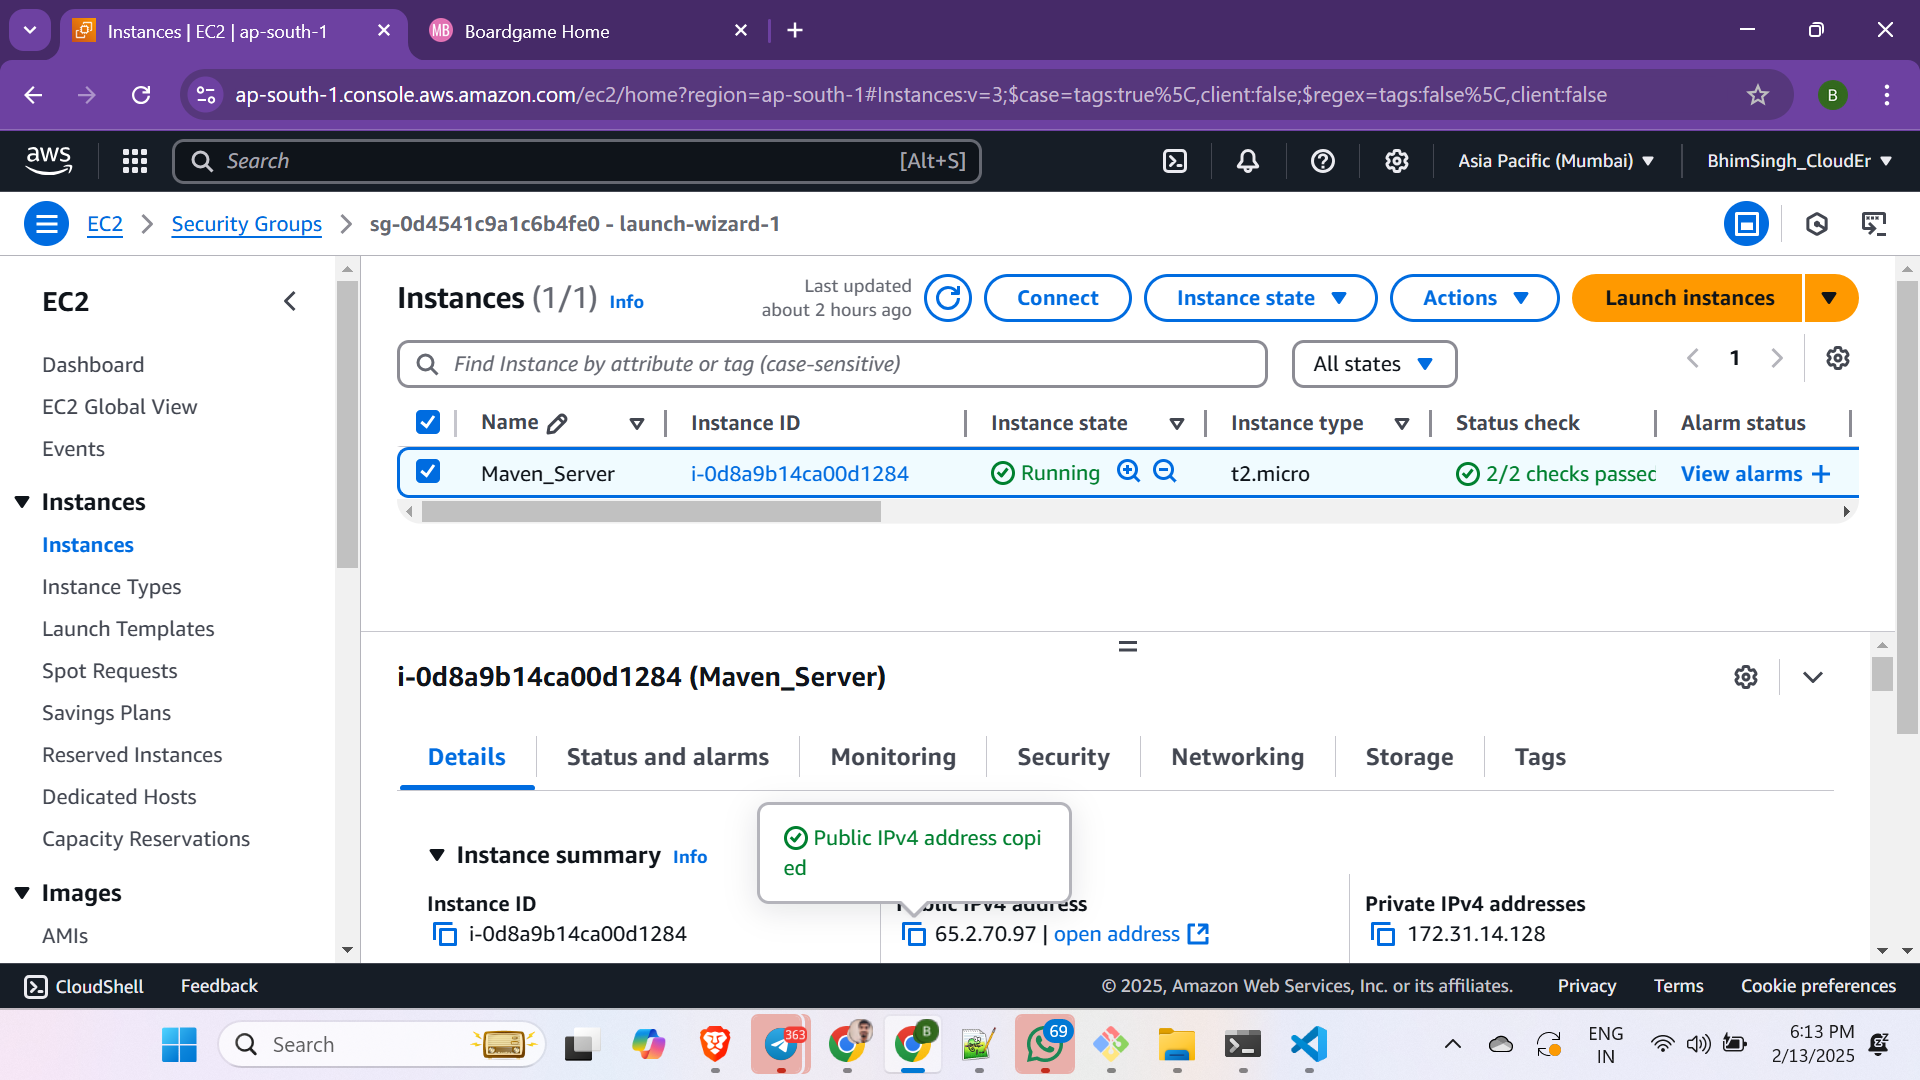 Instances | EC2 | ap-south-1
MB Boardgame Home
ap-south-1.console.aws.amazon.com/ec2/home?region=ap-south-1#Instances:v=3;$case=tags:true%5C,client:false;$regex=tags:false%5C,client:false
B
aws
Search [Alt+S]
Asia Pacific (Mumbai)
BhimSingh_CloudEr
EC2 Security Groups sg-0d4541c9a1c6b4fe0 - launch-wizard-1
EC2
Dashboard
EC2 Global View
Events
Instances
Instances
Instance Types
Launch Templates
Spot Requests
Savings Plans
Reserved Instances
Dedicated Hosts
Capacity Reservations
Images
AMIs
Instances (1/1) Info
Last updated
about 2 hours ago
Connect
Instance state
Actions
Launch instances
Find Instance by attribute or tag (case-sensitive)
All states
1
Name Instance ID Instance state Instance type Status check Alarm status
Maven_Server i-0d8a9b14ca00d1284 Running t2.micro 2/2 checks passec View alarms +
i-0d8a9b14ca00d1284 (Maven_Server)
Details Status and alarms Monitoring Security Networking Storage Tags
Public IPv4 address copi
ed
Instance summary Info
Instance ID
i-0d8a9b14ca00d1284
Public IPv4 address
65.2.70.97 | open address
Private IPv4 addresses
172.31.14.128
CloudShell Feedback
© 2025, Amazon Web Services, Inc. or its affiliates. Privacy Terms Cookie preferences
Search
363
B
69
ENG
IN
6:13 PM
2/13/2025